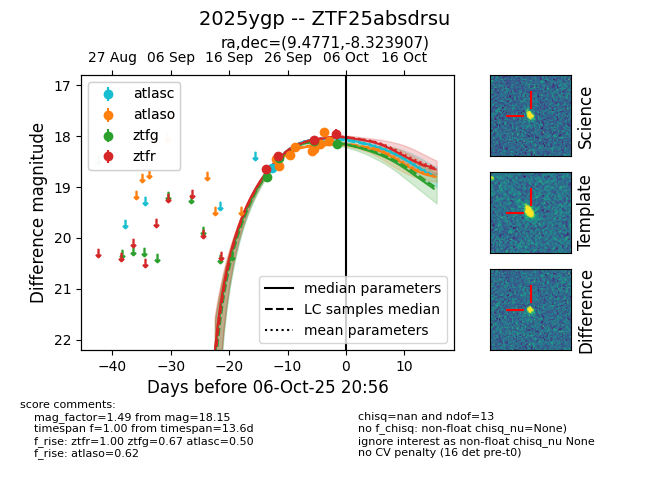 2025ygp -- ZTF25absdrsu
ra,dec=(9.4771,-8.323907)
27 Aug 06 Sep 16 Sep 26 Sep 06 Oct 16 Oct
17
18
19
20
21
22
Difference magnitude
atlasc
atlaso
ztfg
ztfr
median parameters
LC samples median
mean parameters
−40 −30 −20 −10 0 10
Days before 06-Oct-25 20:56
Science
Template
Difference
score comments:
mag_factor=1.49 from mag=18.15
timespan f=1.00 from timespan=13.6d
f_rise: ztfr=1.00 ztfg=0.67 atlasc=0.50
f_rise: atlaso=0.62
chisq=nan and ndof=13
no f_chisq: non-float chisq_nu=None)
ignore interest as non-float chisq_nu None
no CV penalty (16 det pre-t0)